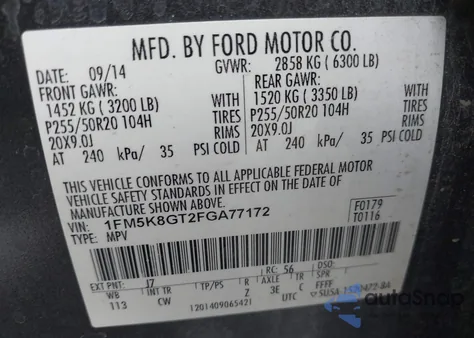 MFD. BY FORD MOTOR CO.
DATE: 09/14 GVWR: 2858 KG ( 6300 LB)
FRONT GAWR: REAR GAWR:
1452 KG ( 3200 LB) WITH 1520 KG ( 3350 LB) WITH
P255/50R20 104H TIRES P255/50R20 104H TIRES
20X9.0J RIMS 20X9.0J RIMS
AT 240 kPa/ 35 PSI COLD AT 240 kPa/ 35 PSI COLD
THIS VEHICLE CONFORMS TO ALL APPLICABLE FEDERAL MOTOR
VEHICLE SAFETY STANDARDS IN EFFECT ON THE DATE OF
MANUFACTURE SHOWN ABOVE.
VIN: 1FM5K8GT2FGA77172 F0179
TYPE: MPV T0116
EXT PNT: J7 RC: 56 DSO:
WB INT TR TP/PS R AXLE TR SPR
113 CW Z 3E C FFFF
1201409065421 UTC
autoSnap